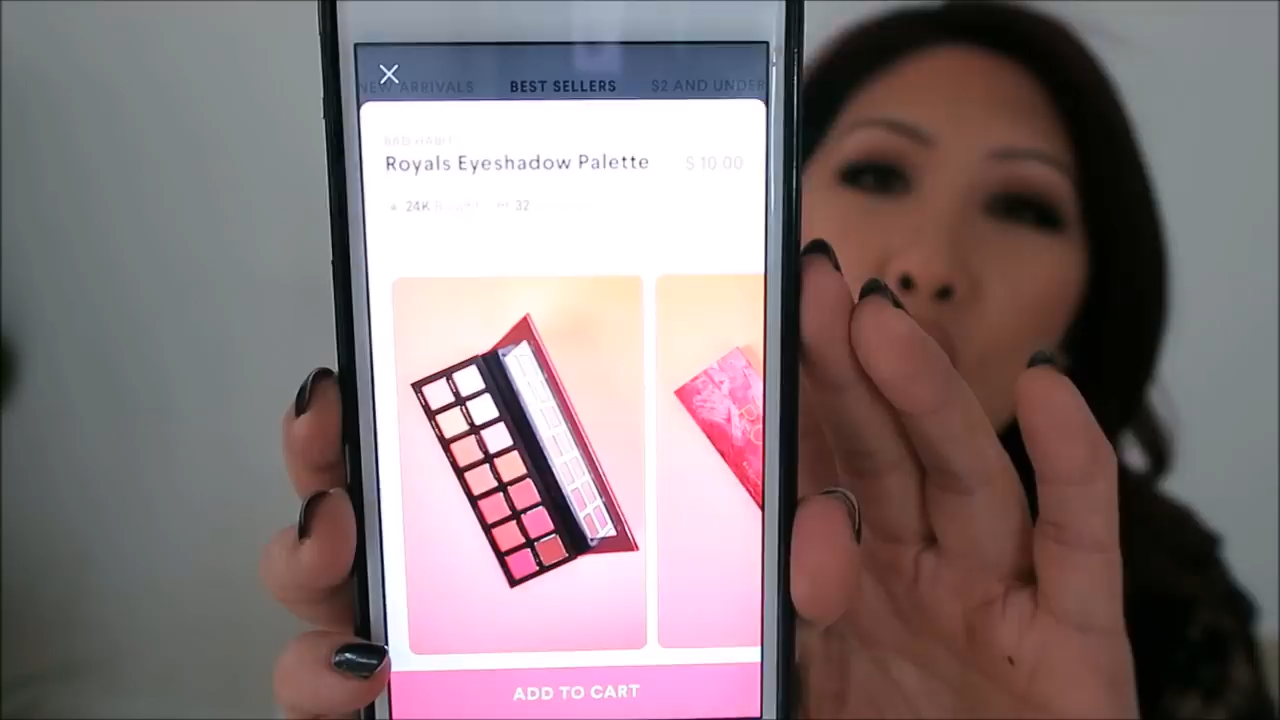 NEW ARRIVALS BEST SELLERS $2 AND UNDER
BAD HABIT
Royals Eyeshadow Palette $10.00
24K 32
ADD TO CART